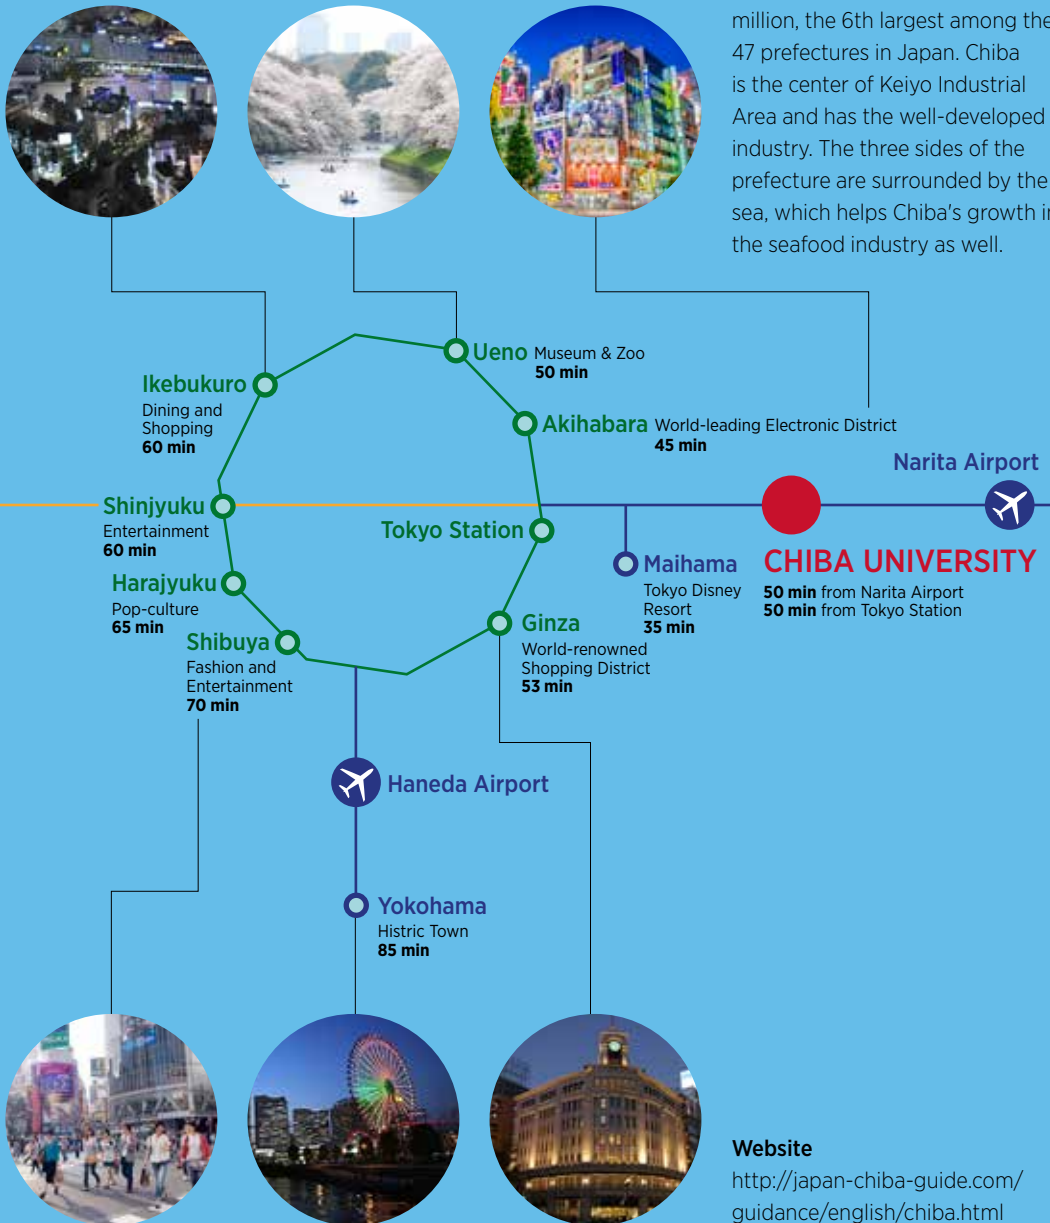 million, the 6th largest among the
47 prefectures in Japan. Chiba
is the center of Keiyo Industrial
Area and has the well-developed
industry. The three sides of the
prefecture are surrounded by the
sea, which helps Chiba's growth in
the seafood industry as well.
Ueno Museum & Zoo
50 min
Ikebukuro
Dining and
Shopping
60 min
Akihabara World-leading Electronic District
45 min
Narita Airport
Shinjyuku
Entertainment
60 min
Tokyo Station
Maihama
Tokyo Disney
Resort
35 min
CHIBA UNIVERSITY
50 min from Narita Airport
50 min from Tokyo Station
Harajyuku
Pop-culture
65 min
Shibuya
Fashion and
Entertainment
70 min
Ginza
World-renowned
Shopping District
53 min
Haneda Airport
Yokohama
Histric Town
85 min
Website
http://japan-chiba-guide.com/
guidance/english/chiba.html